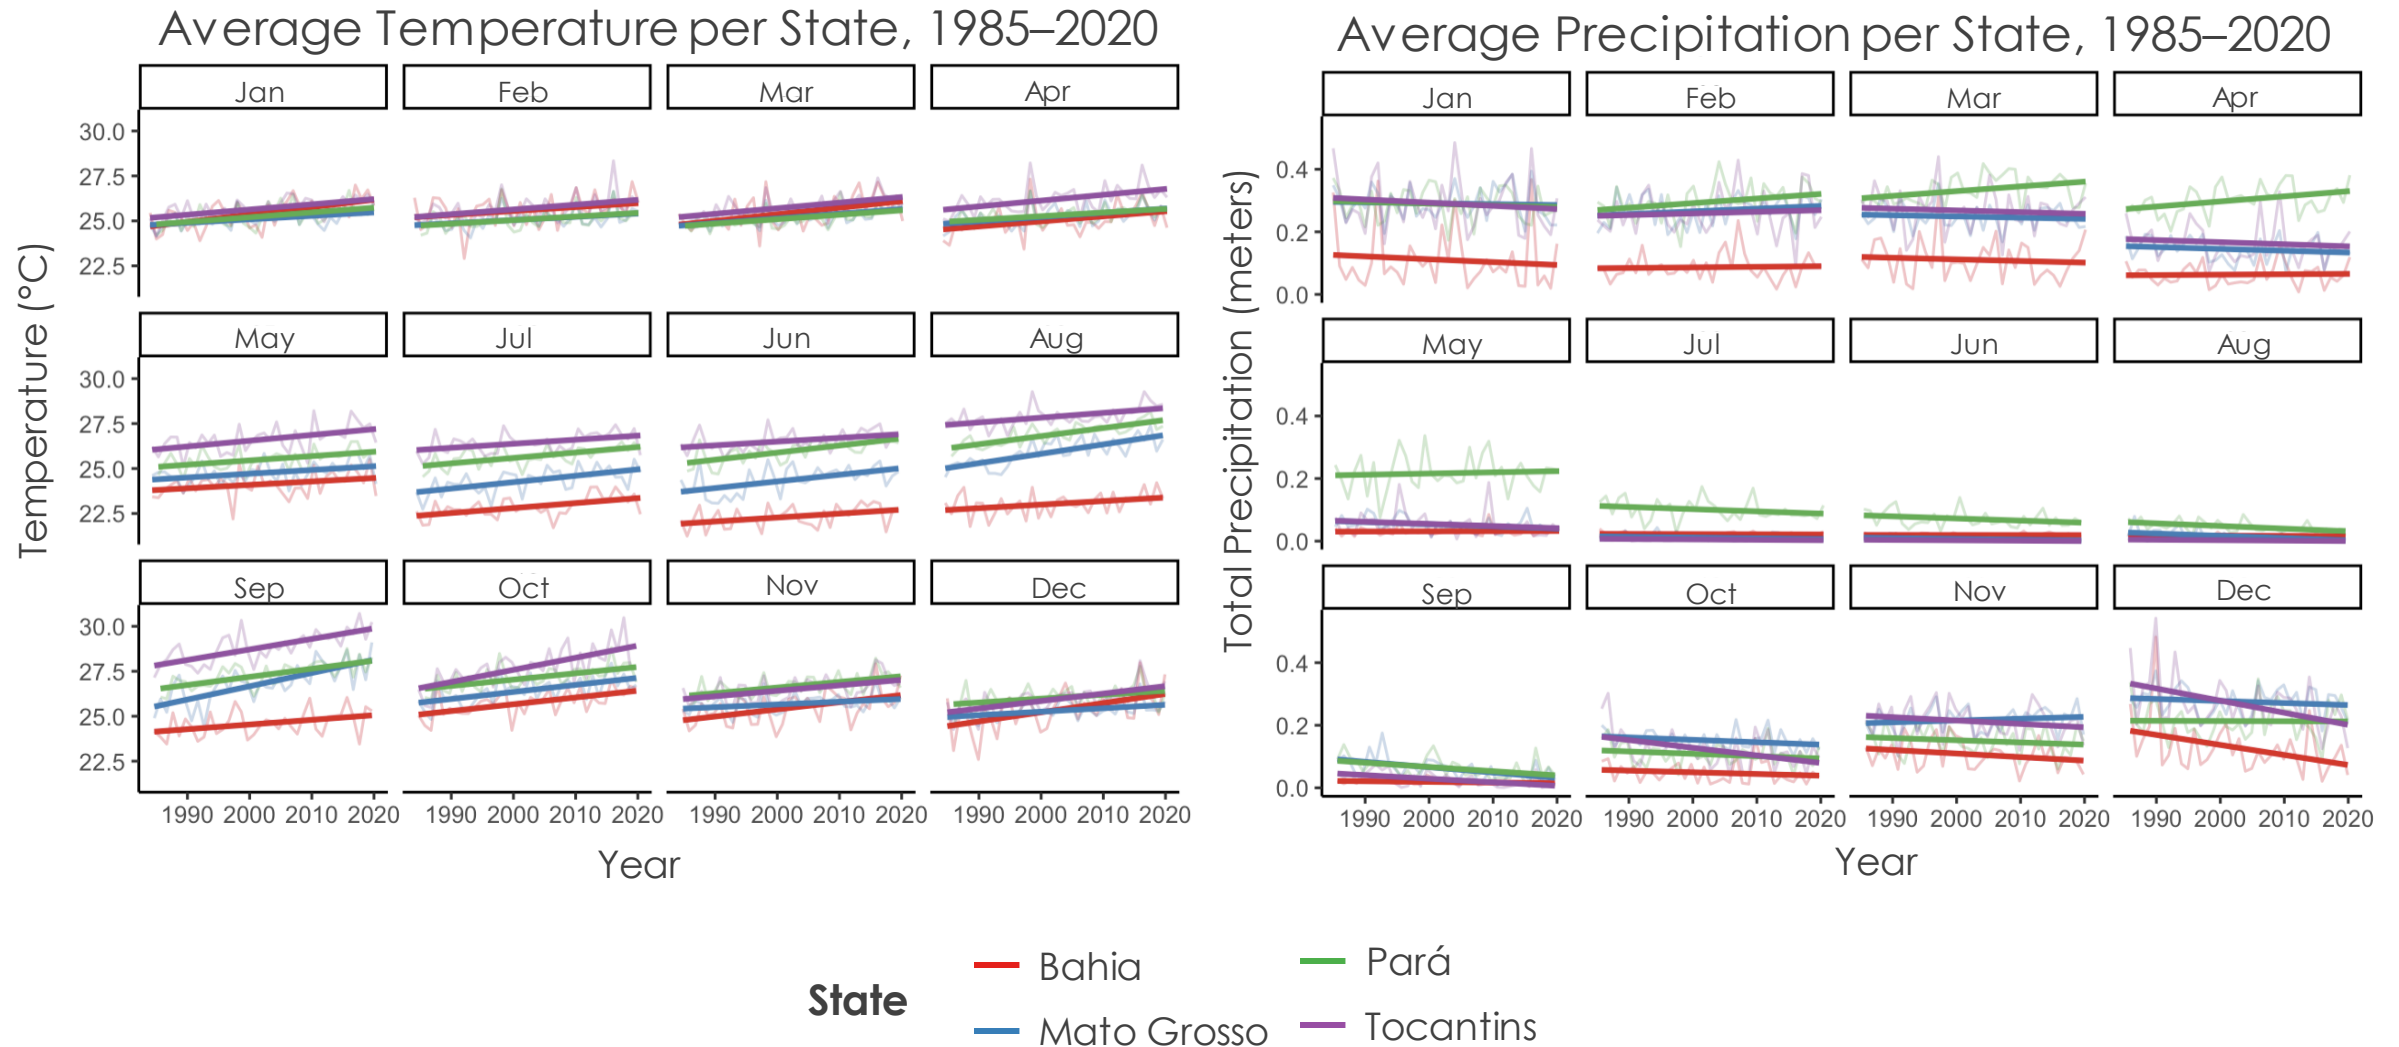 Average Temperature per State, 1985–2020
Jan Feb Mar Apr
30.0
27.5
25.0
22.5
May Jul Jun Aug
30.0
27.5
25.0
22.5
Sep Oct Nov Dec
30.0
27.5
25.0
22.5
1990 2000 2010 2020 1990 2000 2010 2020 1990 2000 2010 2020 1990 2000 2010 2020
Temperature (°C)
Year
Average Precipitation per State, 1985–2020
Jan Feb Mar Apr
0.4
0.2
0.0
May Jul Jun Aug
0.4
0.2
0.0
Sep Oct Nov Dec
0.4
0.2
0.0
1990 2000 2010 2020 1990 2000 2010 2020 1990 2000 2010 2020 1990 2000 2010 2020
Total Precipitation (meters)
Year
State
Bahia
Pará
Mato Grosso
Tocantins